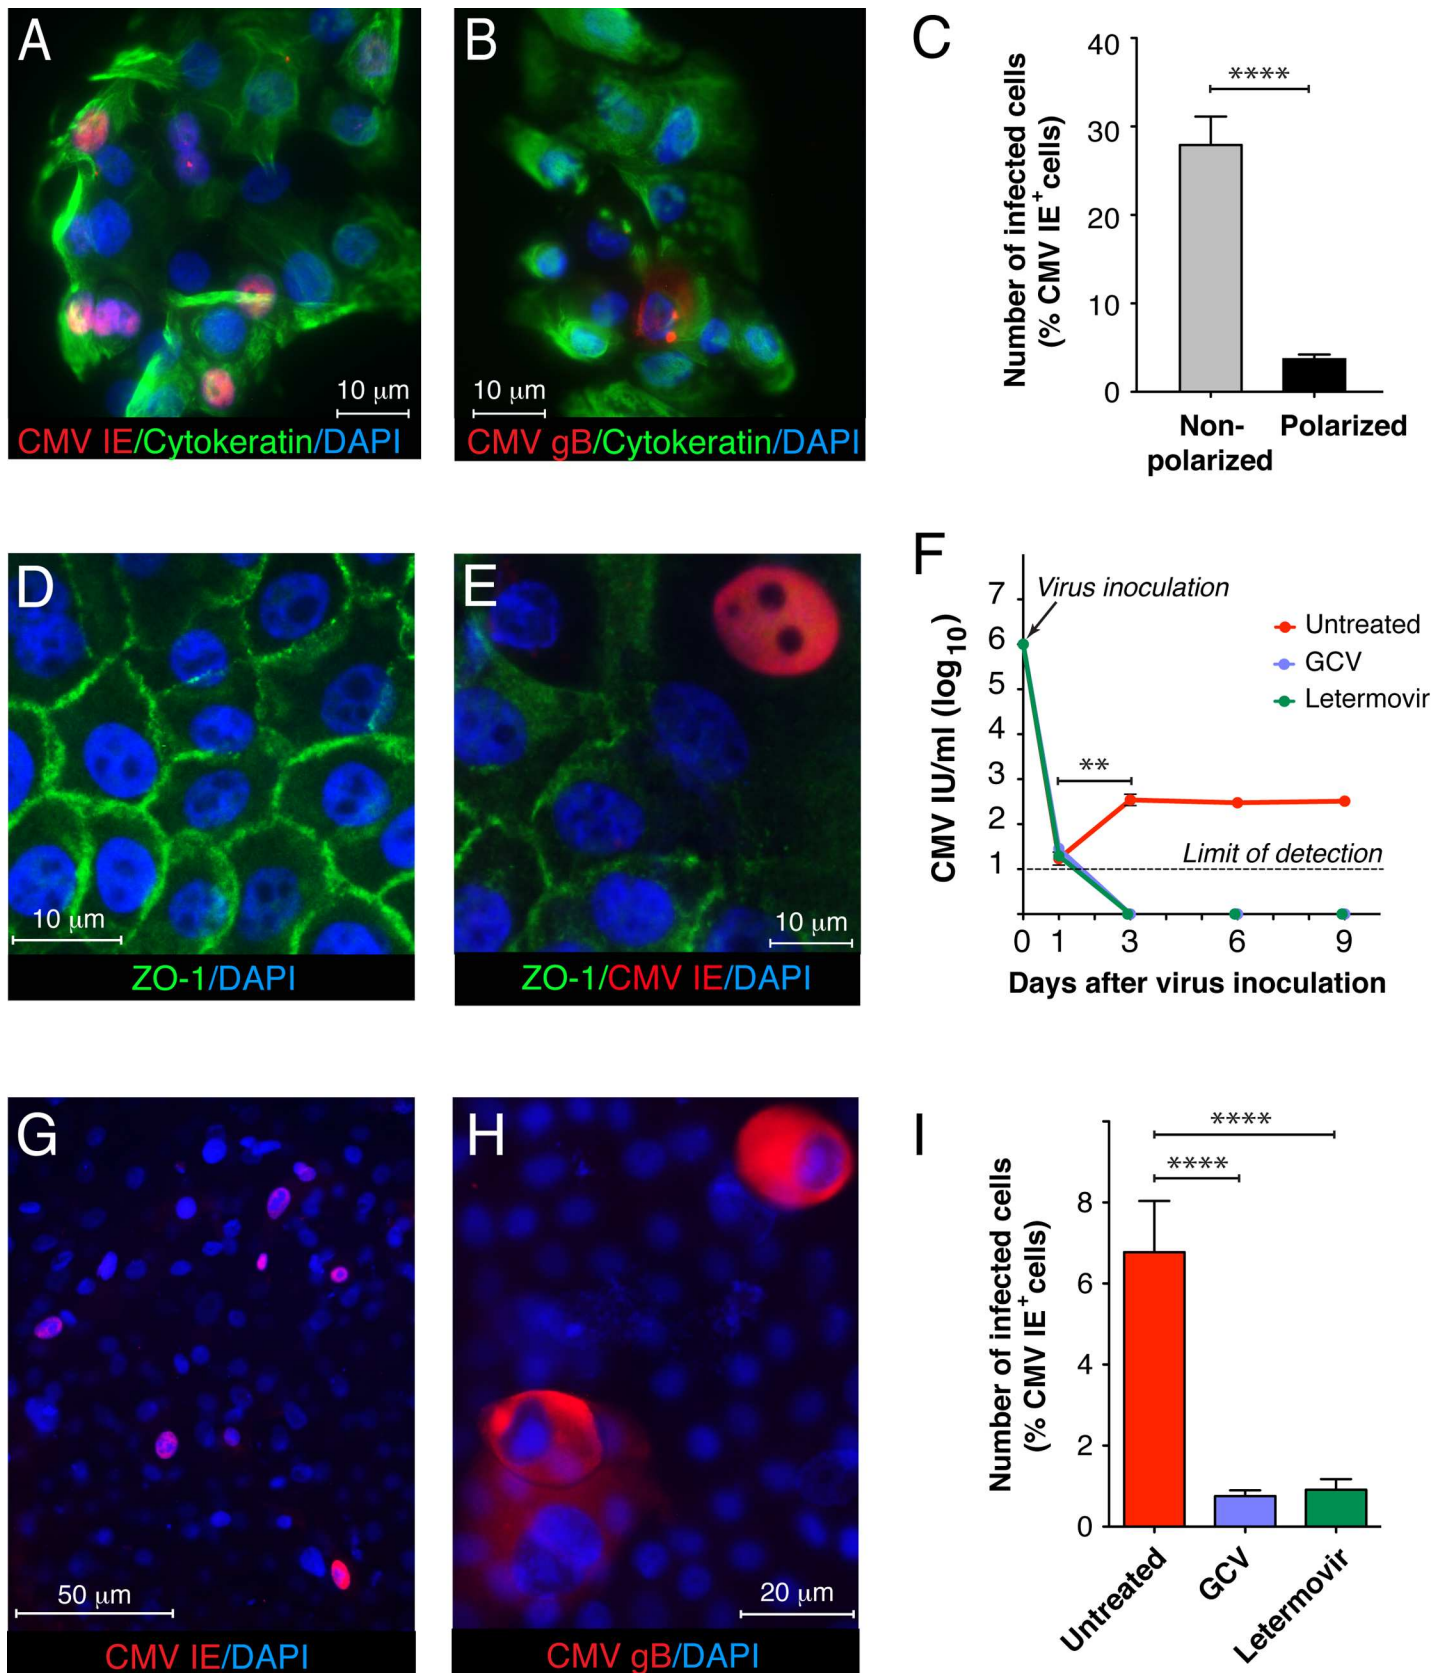 A
10 μm
CMV IE/Cytokeratin/DAPI
B
10 μm
CMV gB/Cytokeratin/DAPI
C
Number of infected cells
(% CMV IE+cells)
40
30
20
10
0
****
Non-
polarized
Polarized
D
10 μm
ZO-1/DAPI
E
10 μm
ZO-1/CMV IE/DAPI
F
CMV IU/ml (log10)
7
6
5
4
3
2
1
Virus inoculation
Untreated
GCV
Letermovir
**
Limit of detection
0 1 3 6 9
Days after virus inoculation
G
50 μm
CMV IE/DAPI
H
20 μm
CMV gB/DAPI
I
Number of infected cells
(% CMV IE+cells)
8
6
4
2
0
****
****
Untreated
GCV
Letermovir